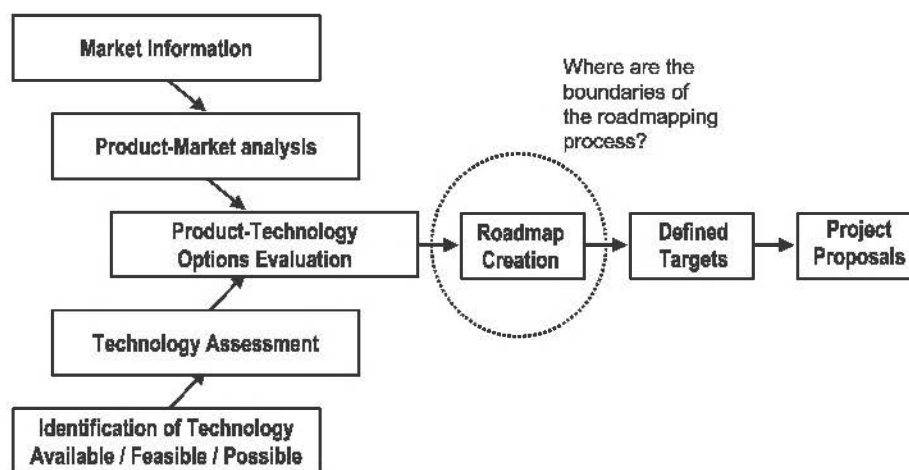 Market Information
Where are the
boundaries of
the roadmapping
process?
Product-Market analysis
Product-Technology
Options Evaluation
Roadmap
Creation
Defined
Targets
Project
Proposals
Technology Assessment
Identification of Technology
Available / Feasible / Possible